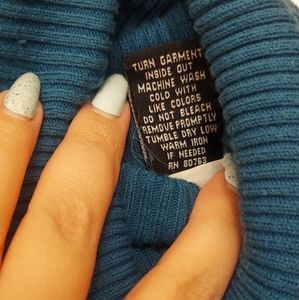 TURN GARMENT
INSIDE OUT
MACHINE WASH
COLD WITH
LIKE COLORS
DO NOT BLEACH
REMOVE PROMPTLY
TUMBLE DRY LOW
WARM IRON
IF NEEDED
RN 80763